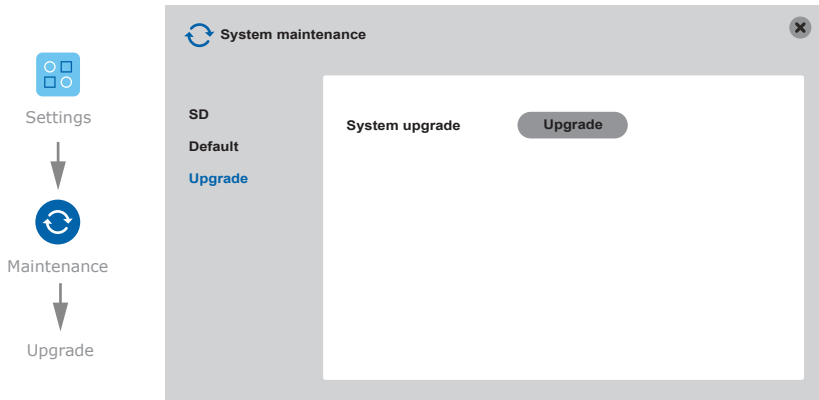 Settings
Maintenance
Upgrade
System maintenance
SD
Default
Upgrade
System upgrade
Upgrade